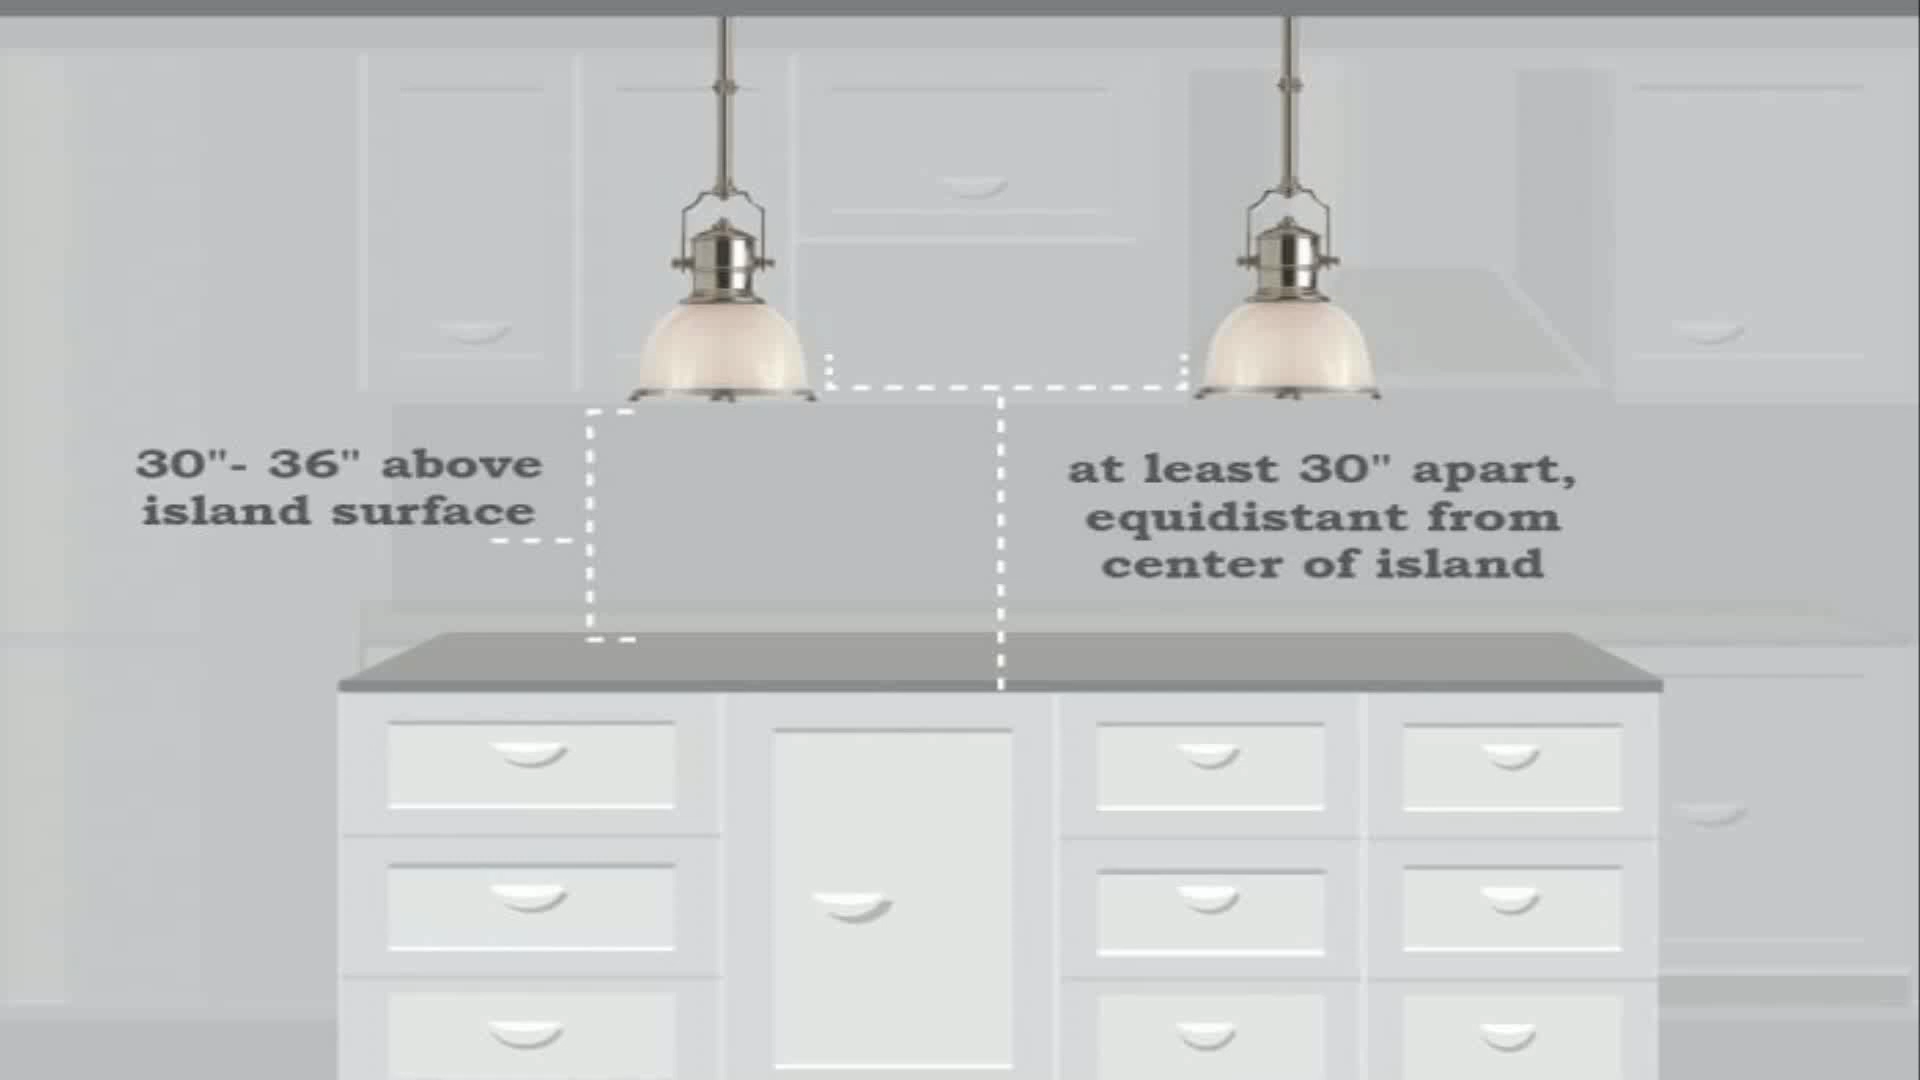 30"- 36" above
island surface
at least 30" apart,
equidistant from
center of island